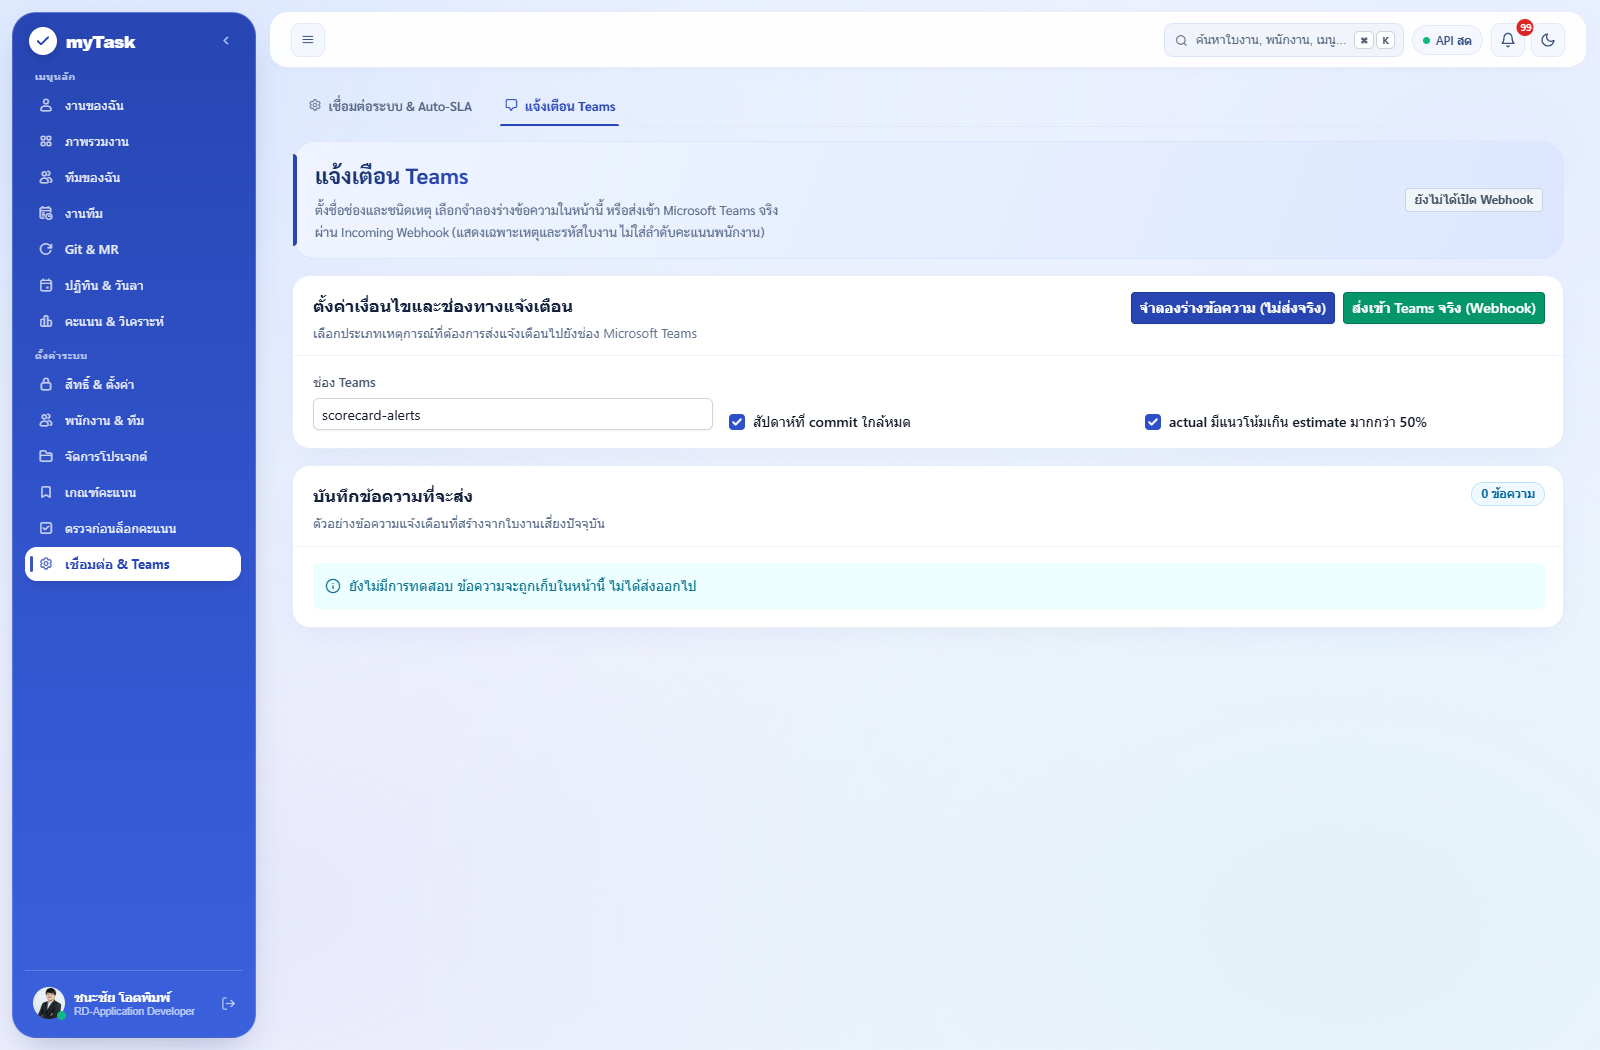 myTask
เมนูหลัก
งานของฉัน
ภาพรวมงาน
ทีมของฉัน
งานทีม
Git & MR
ปฏิทิน & วันลา
คะแนน & วิเคราะห์
ตั้งค่าระบบ
สิทธิ์ & ตั้งค่า
พนักงาน & ทีม
จัดการโปรเจกต์
เกณฑ์คะแนน
ตรวจก่อนล็อกคะแนน
เชื่อมต่อ & Teams
ชนะชัย โอตพิมพ์
RD-Application Developer
ค้นหาใบงาน, พนักงาน, เมนู... ⌘ K
API สด
99
เชื่อมต่อระบบ & Auto-SLA
แจ้งเตือน Teams
แจ้งเตือน Teams
ตั้งชื่อช่องและชนิดเหตุ เลือกจำลองร่างข้อความในหน้านี้ หรือส่งเข้า Microsoft Teams จริง
ผ่าน Incoming Webhook (แสดงเฉพาะเหตุและรหัสใบงาน ไม่ใส่ลำดับคะแนนพนักงาน)
ยังไม่ได้เปิด Webhook
ตั้งค่าเงื่อนไขและช่องทางแจ้งเตือน
เลือกประเภทเหตุการณ์ที่ต้องการส่งแจ้งเตือนไปยังช่อง Microsoft Teams
จำลองร่างข้อความ (ไม่ส่งจริง)
ส่งเข้า Teams จริง (Webhook)
ช่อง Teams
scorecard-alerts
สัปดาห์ที่ commit ใกล้หมด
actual มีแนวโน้มเกิน estimate มากกว่า 50%
บันทึกข้อความที่จะส่ง
ตัวอย่างข้อความแจ้งเตือนที่สร้างจากใบงานเสี่ยงปัจจุบัน
0 ข้อความ
ยังไม่มีการทดสอบ ข้อความจะถูกเก็บในหน้านี้ ไม่ได้ส่งออกไป